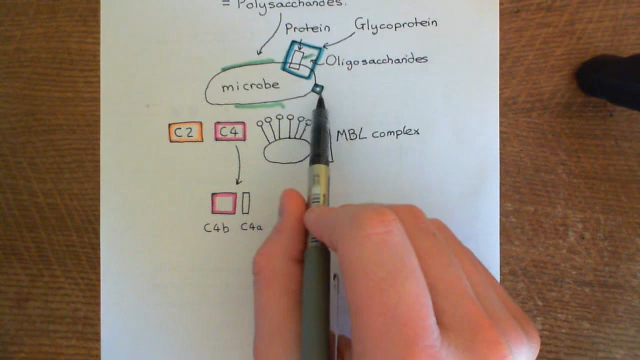 = Polysaccharides.
Protein
Glycoprotein
Oligosaccharides
microbe
C2 C4
MBL complex
C4b C4a